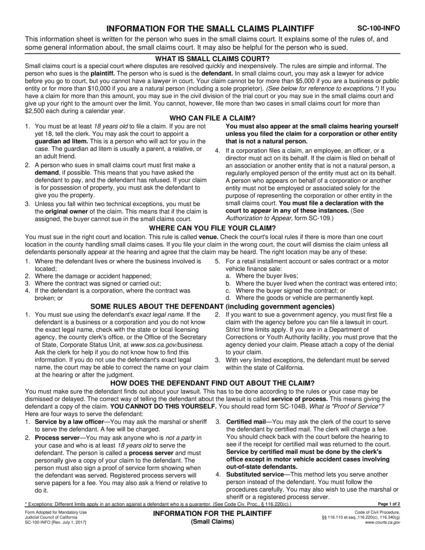 INFORMATION FOR THE SMALL CLAIMS PLAINTIFF
SC-100-INFO
This information sheet is written for the person who sues in the small claims court. It explains some of the rules of, and
some general information about, the small claims court. It may also be helpful for the person who is sued.
WHAT IS SMALL CLAIMS COURT?
Small claims court is a special court where disputes are resolved quickly and inexpensively. The rules are simple and informal. The
person who sues is the plaintiff. The person who is sued is the defendant. In small claims court, you may ask a lawyer for advice
before you go to court, but you cannot have a lawyer in court. Your claim cannot be for more than $5,000 if you are a business or public
entity or for more than $10,000 if you are a natural person (including a sole proprietor). (See below for reference to exceptions.*) If you
have a claim for more than this amount, you may sue in the civil division of the trial court or you may sue in the small claims court and
give up your right to the amount over the limit. You cannot, however, file more than two cases in small claims court for more than
$2,500 each during a calendar year.
WHO CAN FILE A CLAIM?
1. You must be at least 18 years old to file a claim. If you are not
yet 18, tell the clerk. You may ask the court to appoint a
guardian ad litem. This is a person who will act for you in the
case. The guardian ad litem is usually a parent, a relative, or
an adult friend.
2. A person who sues in small claims court must first make a
demand, if possible. This means that you have asked the
defendant to pay, and the defendant has refused. If your claim
is for possession of property, you must ask the defendant to
give you the property.
3. Unless you fall within two technical exceptions, you must be
the original owner of the claim. This means that if the claim is
assigned, the buyer cannot sue in the small claims court.
You must also appear at the small claims hearing yourself
unless you filed the claim for a corporation or other entity
that is not a natural person.
4. If a corporation files a claim, an employee, an officer, or a
director must act on its behalf. If the claim is filed on behalf of
an association or another entity that is not a natural person, a
regularly employed person of the entity must act on its behalf.
A person who appears on behalf of a corporation or another
entity must not be employed or associated solely for the
purpose of representing the corporation or other entity in the
small claims court. You must file a declaration with the
court to appear in any of these instances. (See
Authorization to Appear, form SC-109.)
WHERE CAN YOU FILE YOUR CLAIM?
You must sue in the right court and location. This rule is called venue. Check the court's local rules if there is more than one court
location in the county handling small claims cases. If you file your claim in the wrong court, the court will dismiss the claim unless all
defendants personally appear at the hearing and agree that the claim may be heard. The right location may be any of these:
1. Where the defendant lives or where the business involved is
located;
2. Where the damage or accident happened;
3. Where the contract was signed or carried out;
4. If the defendant is a corporation, where the contract was
broken; or
5. For a retail installment account or sales contract or a motor
vehicle finance sale:
a. Where the buyer lives;
b. Where the buyer lived when the contract was entered into;
c. Where the buyer signed the contract; or
d. Where the goods or vehicle are permanently kept.
SOME RULES ABOUT THE DEFENDANT (including government agencies)
1. You must sue using the defendant's exact legal name. If the
defendant is a business or a corporation and you do not know
the exact legal name, check with the state or local licensing
agency, the county clerk's office, or the Office of the Secretary
of State, Corporate Status Unit, at www.sos.ca.gov/business.
Ask the clerk for help if you do not know how to find this
information. If you do not use the defendant's exact legal
name, the court may be able to correct the name on your claim
at the hearing or after the judgment.
2. If you want to sue a government agency, you must first file a
claim with the agency before you can file a lawsuit in court.
Strict time limits apply. If you are in a Department of
Corrections or Youth Authority facility, you must prove that the
agency denied your claim. Please attach a copy of the denial
to your claim.
3. With very limited exceptions, the defendant must be served
within the state of California.
HOW DOES THE DEFENDANT FIND OUT ABOUT THE CLAIM?
You must make sure the defendant finds out about your lawsuit. This has to be done according to the rules or your case may be
dismissed or delayed. The correct way of telling the defendant about the lawsuit is called service of process. This means giving the
defendant a copy of the claim. YOU CANNOT DO THIS YOURSELF. You should read form SC-104B, What is "Proof of Service"?
Here are four ways to serve the defendant:
1. Service by a law officer—You may ask the marshal or sheriff
to serve the defendant. A fee will be charged.
2. Process server—You may ask anyone who is not a party in
your case and who is at least 18 years old to serve the
defendant. The person is called a process server and must
personally give a copy of your claim to the defendant. The
person must also sign a proof of service form showing when
the defendant was served. Registered process servers will
serve papers for a fee. You may also ask a friend or relative to
do it.
3. Certified mail—You may ask the clerk of the court to serve
the defendant by certified mail. The clerk will charge a fee.
You should check back with the court before the hearing to
see if the receipt for certified mail was returned to the court.
Service by certified mail must be done by the clerk's
office except in motor vehicle accident cases involving
out-of-state defendants.
4. Substituted service—This method lets you serve another
person instead of the defendant. You must follow the
procedures carefully. You may also wish to use the marshal or
sheriff or a registered process server.
* Exceptions: Different limits apply in an action against a defendant who is a guarantor. (See Code Civ. Proc., § 116.220(c).)
Page 1 of 2
Form Adopted for Mandatory Use
Judicial Council of California
SC-100-INFO [Rev. July 1, 2017]
INFORMATION FOR THE PLAINTIFF
(Small Claims)
Code of Civil Procedure,
§§ 116.110 et seq.,116.220(c), 116.340(g)
www.courts.ca.gov